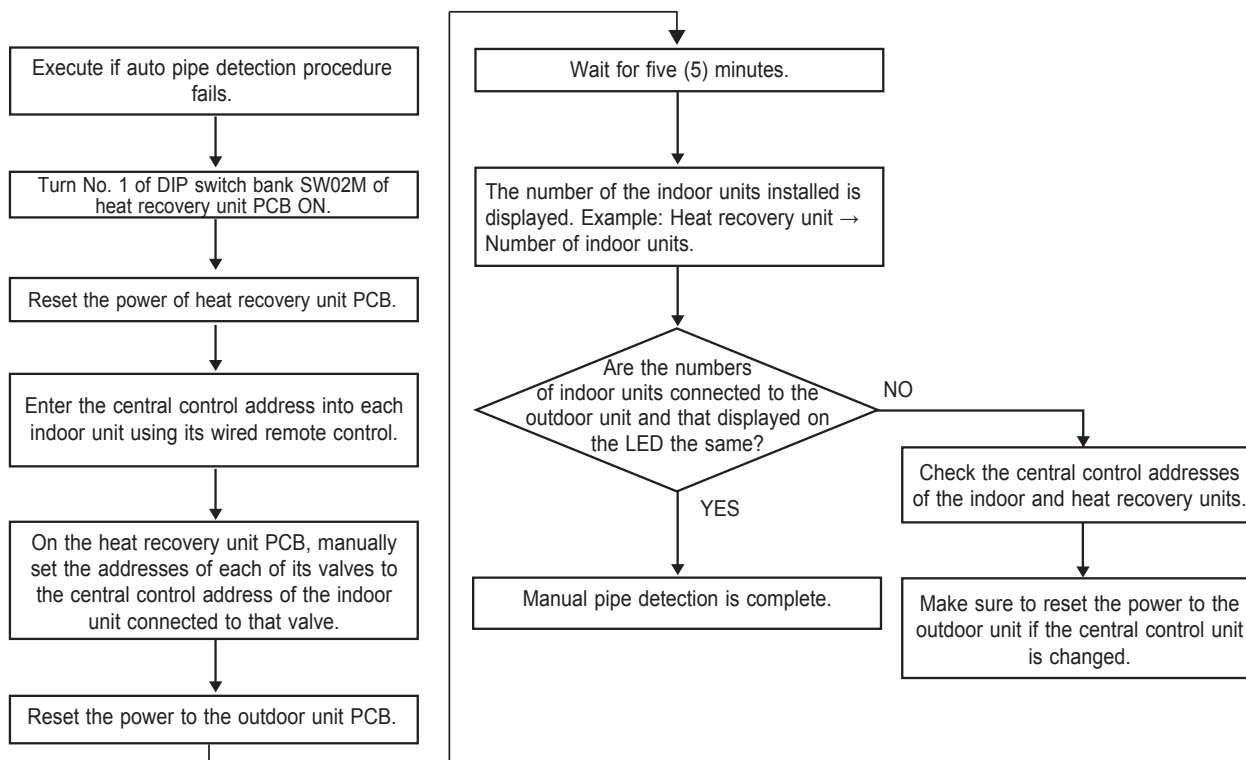 Execute if auto pipe detection procedure
fails.
Turn No. 1 of DIP switch bank SW02M of
heat recovery unit PCB ON.
Reset the power of heat recovery unit PCB.
Enter the central control address into each
indoor unit using its wired remote control.
On the heat recovery unit PCB, manually
set the addresses of each of its valves to
the central control address of the indoor
unit connected to that valve.
Reset the power to the outdoor unit PCB.
Wait for five (5) minutes.
The number of the indoor units installed is
displayed. Example: Heat recovery unit →
Number of indoor units.
Are the numbers
of indoor units connected to the
outdoor unit and that displayed on
the LED the same?
NO
YES
Manual pipe detection is complete.
Check the central control addresses
of the indoor and heat recovery units.
Make sure to reset the power to the
outdoor unit if the central control unit
is changed.